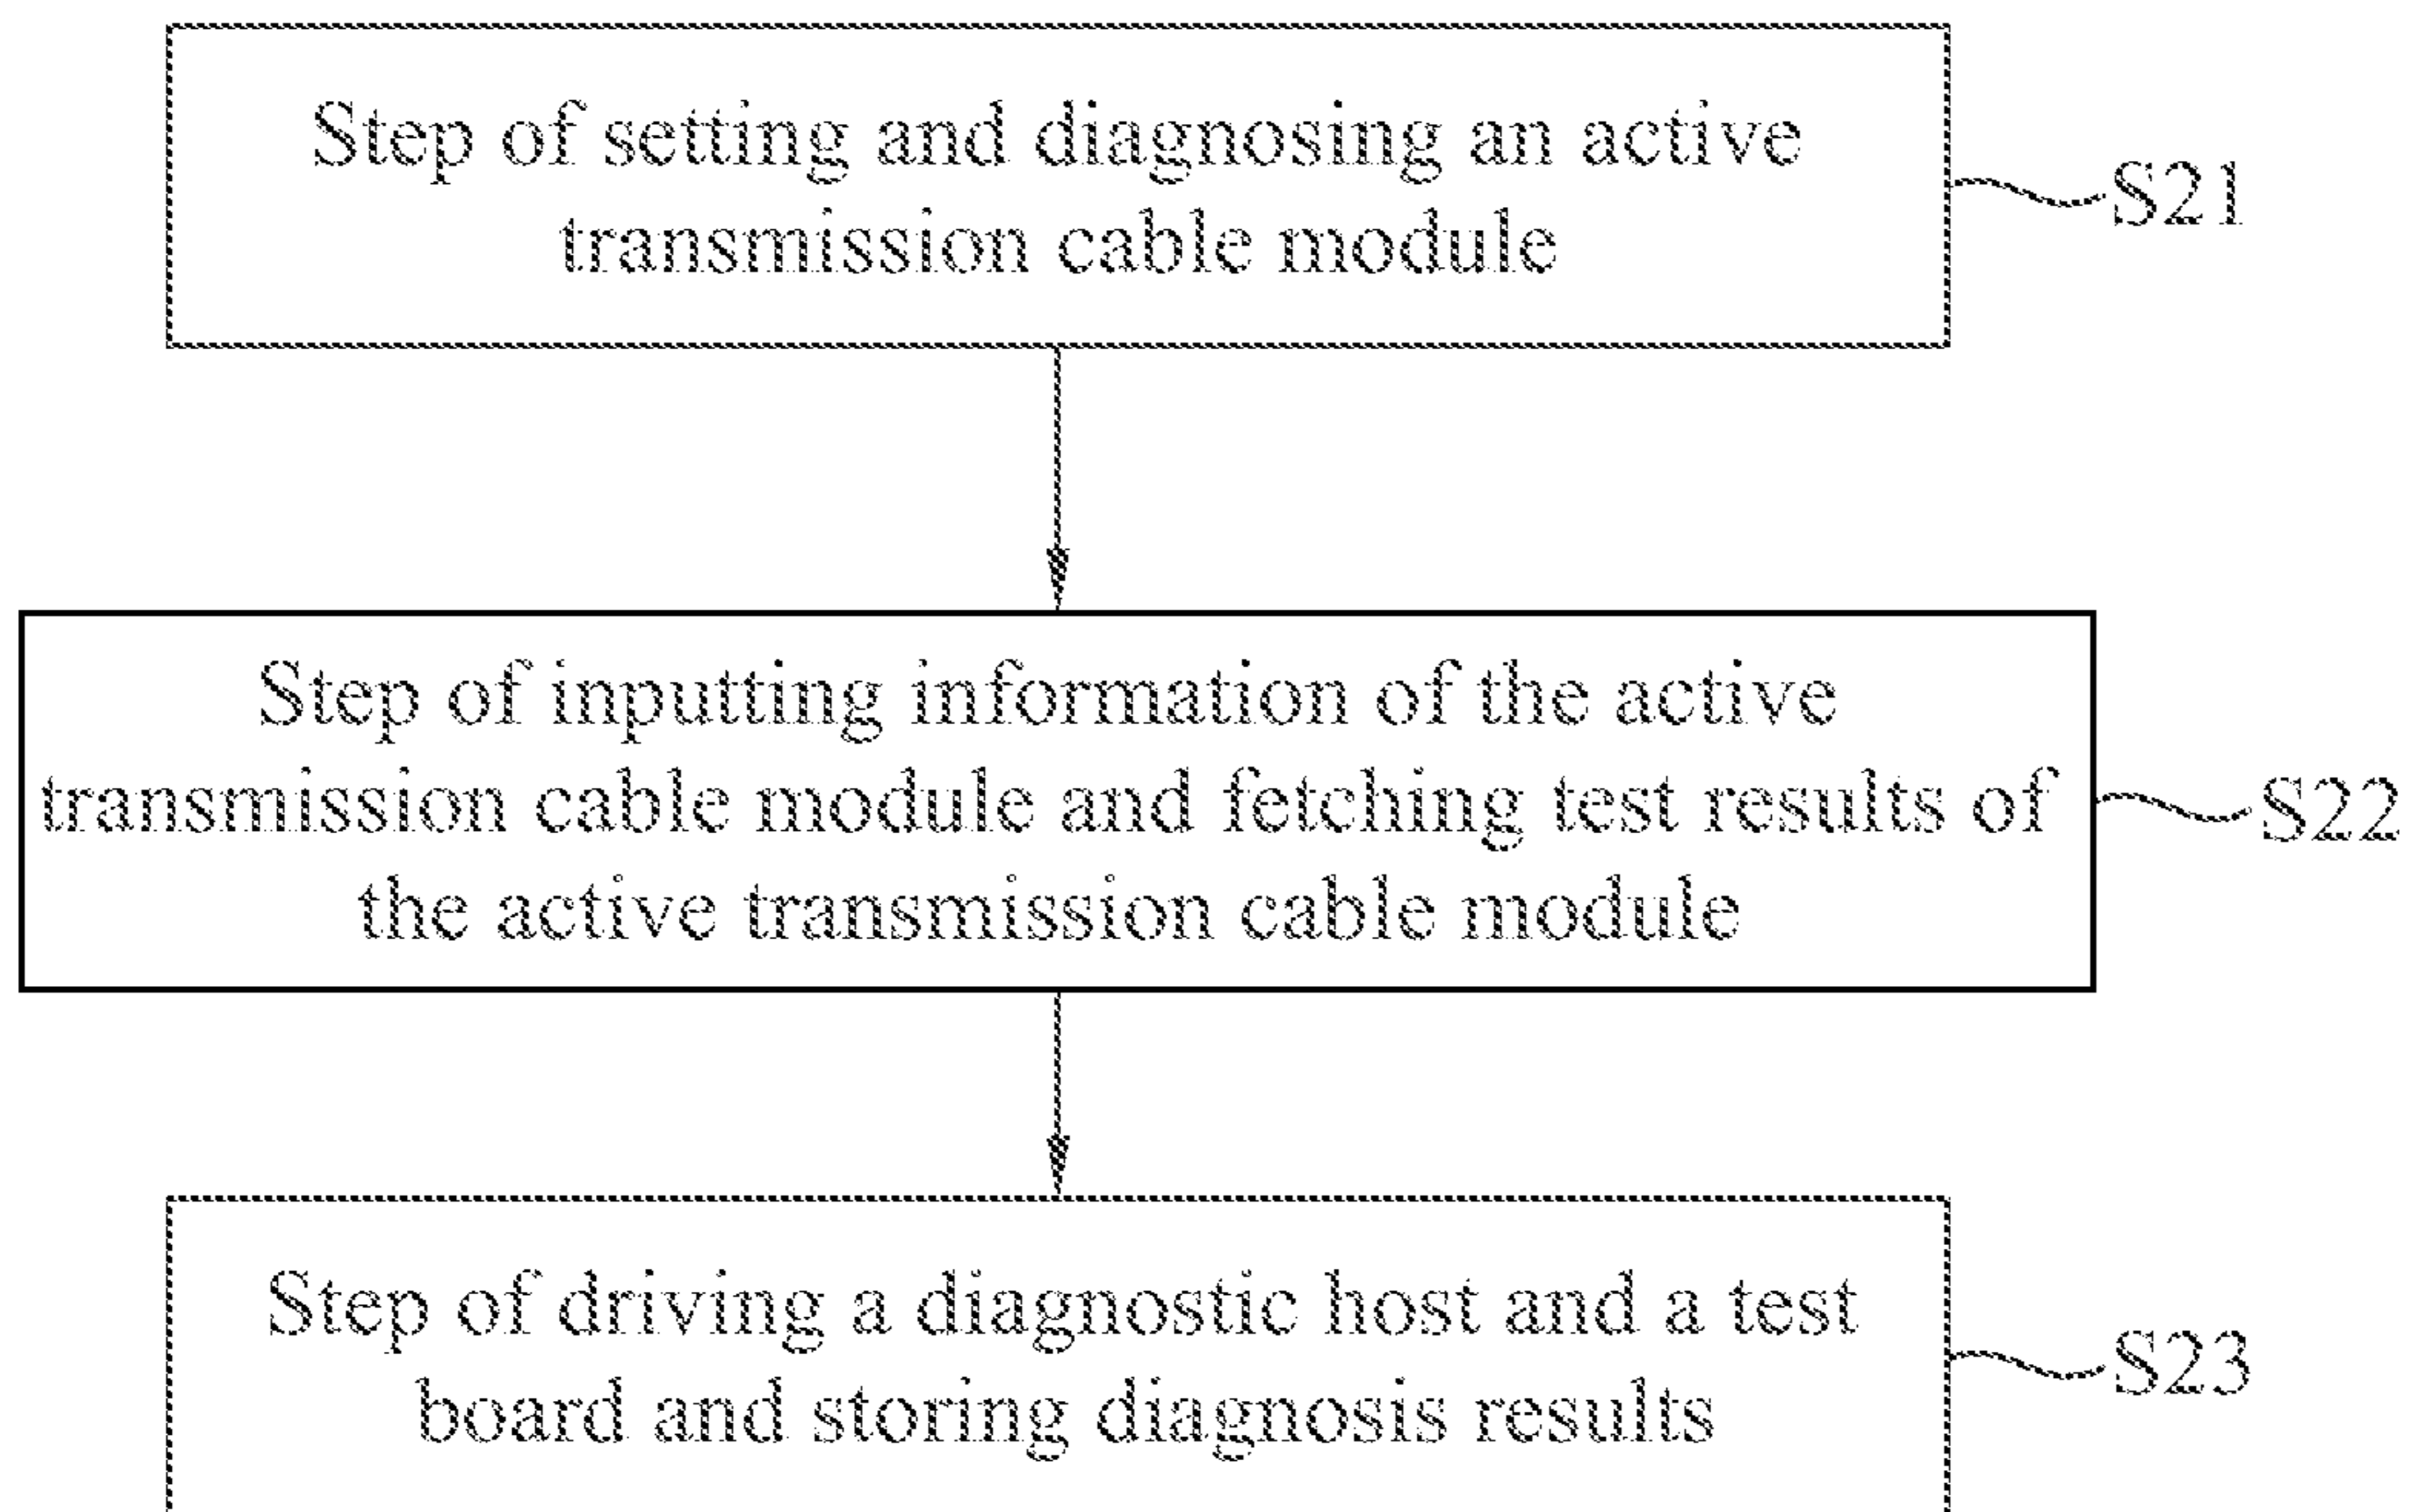 Step of setting and diagnosing an active
transmission cable module
S21
Step of inputting information of the active
transmission cable module and fetching test results of
the active transmission cable module
S22
Step of driving a diagnostic host and a test
board and storing diagnosis results
S23